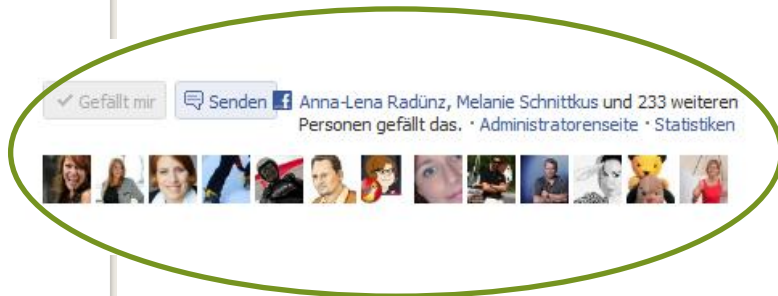 Gefällt mir Senden Anna-Lena Radünz, Melanie Schnittkus und 233 weiteren
Personen gefällt das. · Administratorenseite · Statistiken